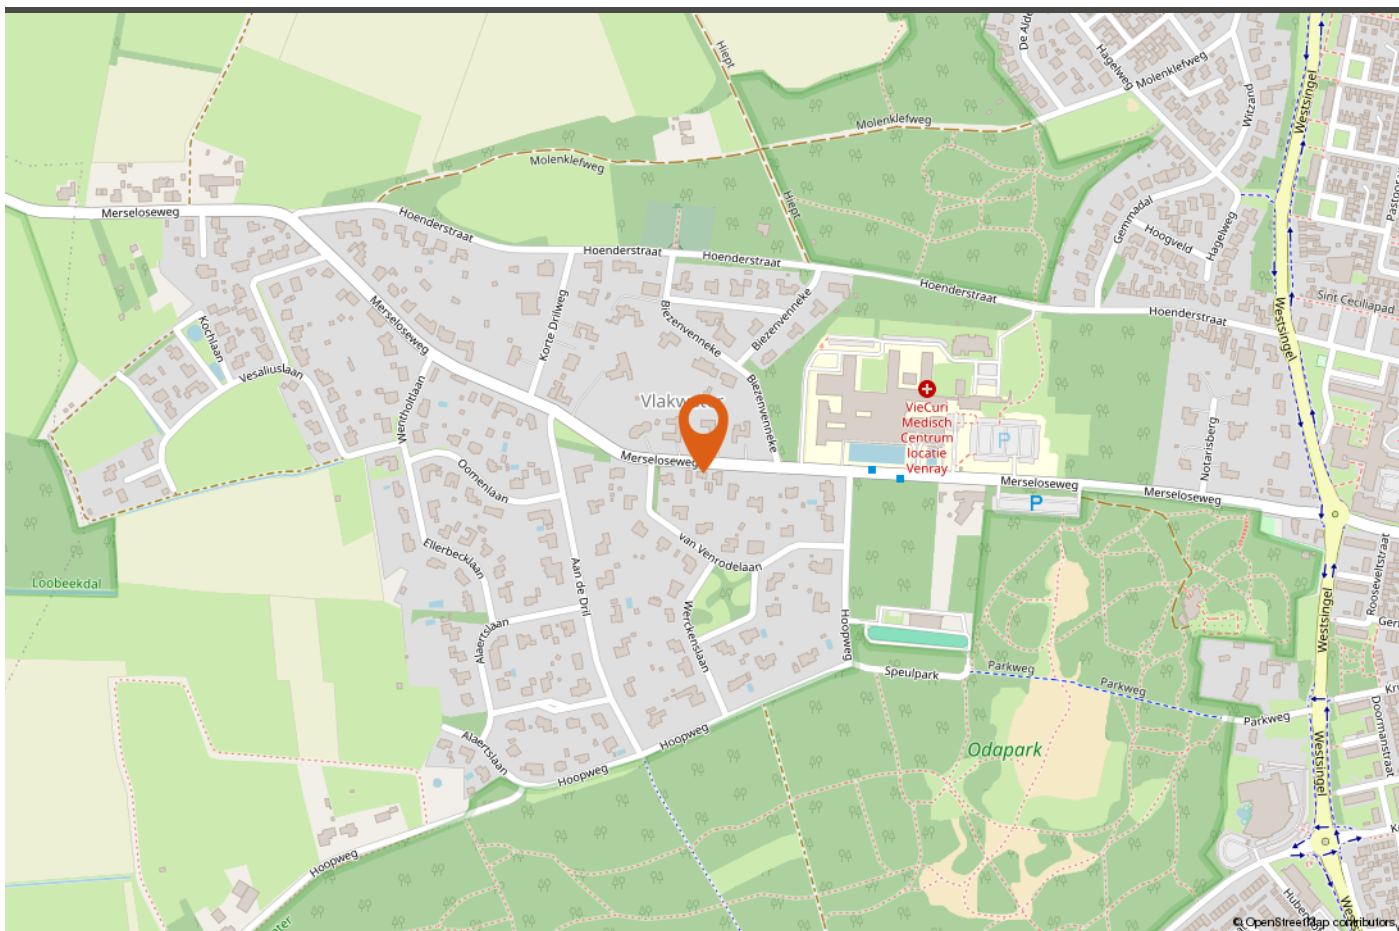 Hiept
De Alde
Hagelweg
Molenklefweg
Witzand
Westsingel
Molenklefweg
Molenklefweg
Merseloseweg
Hoenderstraat
Hiept
Gemmadal
Hoogveld
Hagelweg
Hoenderstraat
Hoenderstraat
Hoenderstraat
Sint Ceciliapad
Hoenderstraat
Merseloseweg
Korte Drilweg
Biezenvenneke
Biezenvenneke
Westsingel
Kochlaan
Vesaliuslaan
Wentholtlaan
Biezenvenneke
VieCuri
Medisch
Centrum
locatie
Venray
P
Notarisberg
Merseloseweg
Oomenlaan
Merseloseweg
Merseloseweg
P
van Venrodelaan
Ellerbecklaan
Aan de Dril
Loobeekdal
Rooseveltstraat
Werckenslaan
Hoopweg
Alaertslaan
Westsingel
Speulpark
Parkweg
Parkweg
Parkweg
Doormanstraat
Odapark
Hoopweg
Alaertslaan
Hoopweg
Westsingel
Hoopweg
© OpenStreetMap contributors